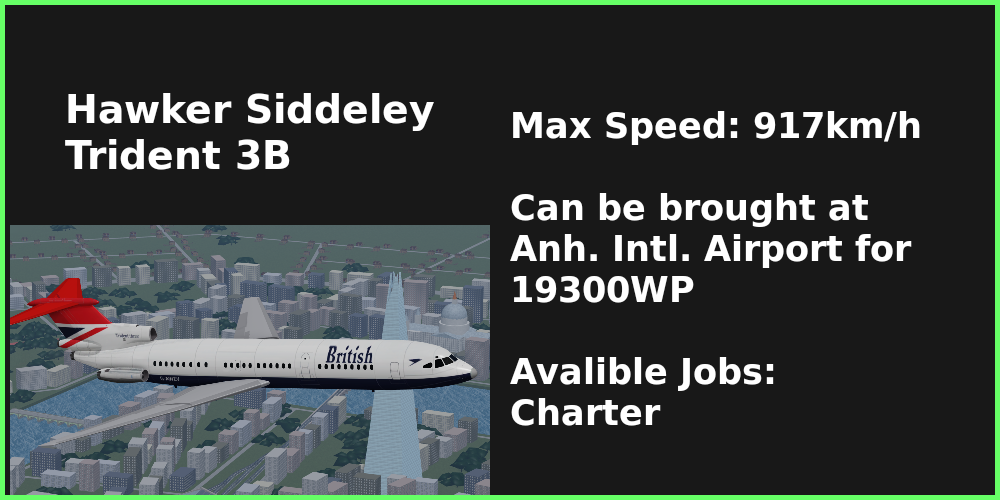 Hawker Siddeley
Trident 3B
Max Speed: 917km/h
Can be brought at
Anh. Intl. Airport for
19300WP
Avalible Jobs:
Charter
British